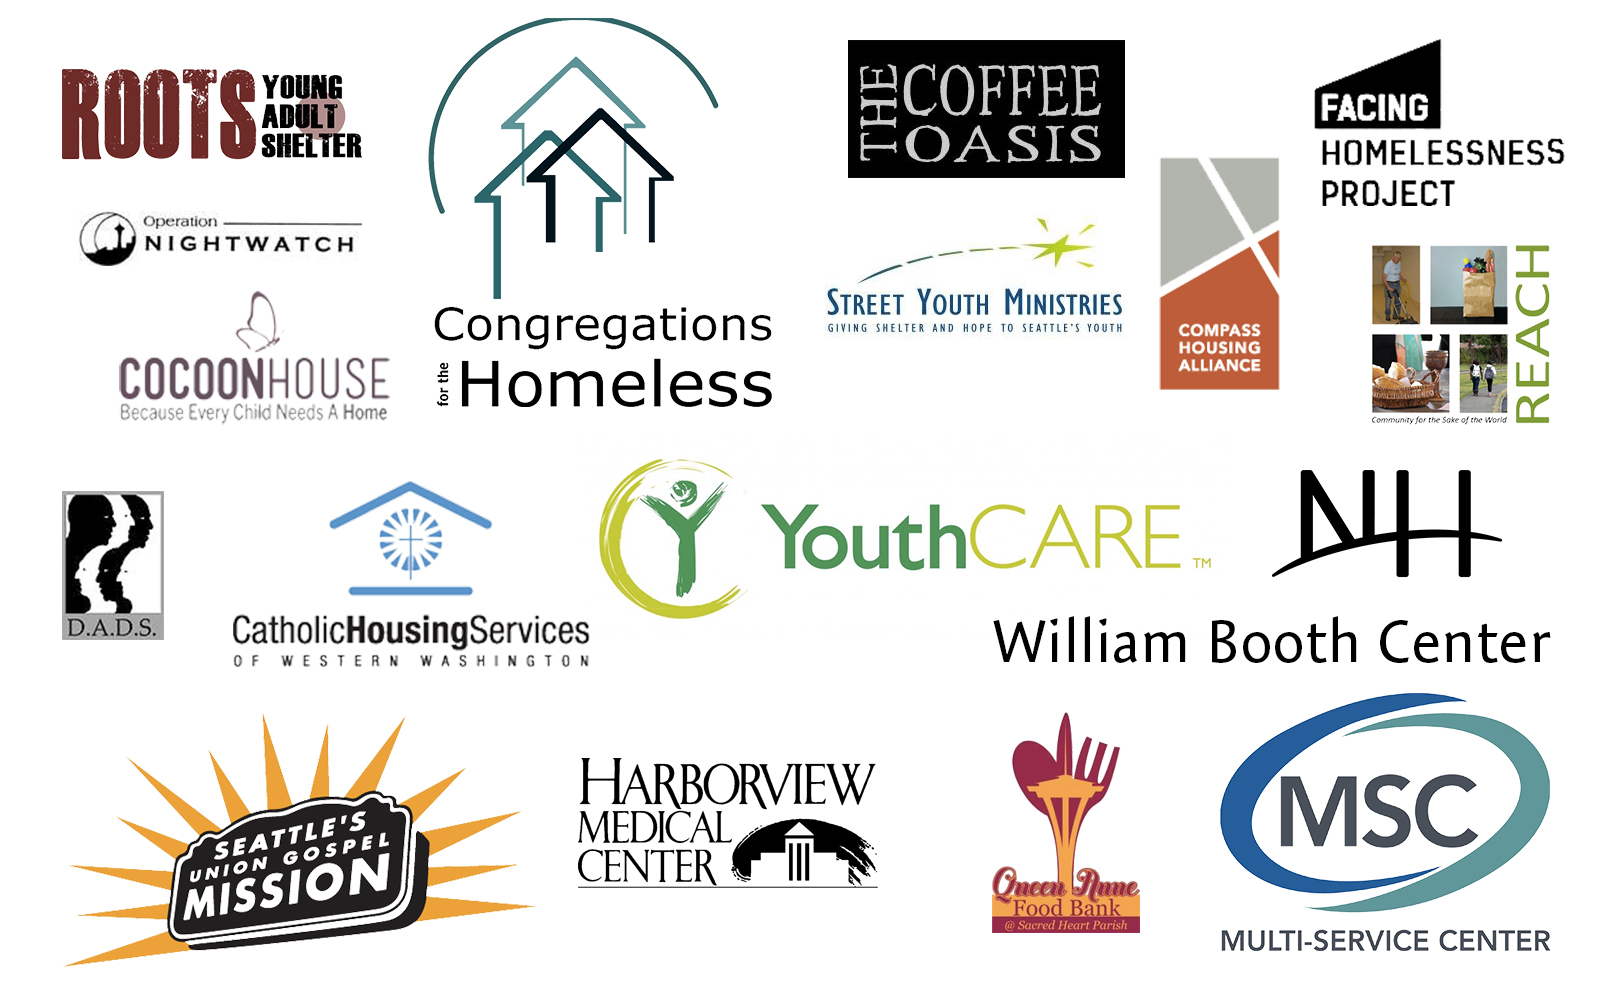 ROOTS
YOUNG
ADULT
SHELTER
Operation
NIGHTWATCH
COCOONHOUSE
Because Every Child Needs A Home
Congregations
for the
Homeless
THE
COFFEE
OASIS
STREET YOUTH MINISTRIES
GIVING SHELTER AND HOPE TO SEATTLE'S YOUTH
COMPASS
HOUSING
ALLIANCE
FACING
HOMELESSNESS
PROJECT
REACH
Community for the Sake of the World
D.A.D.S.
CatholicHousingServices
OF WESTERN WASHINGTON
YouthCARE TM
NH
William Booth Center
SEATTLE'S
UNION GOSPEL
MISSION
HARBORVIEW
MEDICAL
CENTER
Queen Anne
Food Bank
@ Sacred Heart Parish
MSC
MULTI-SERVICE CENTER